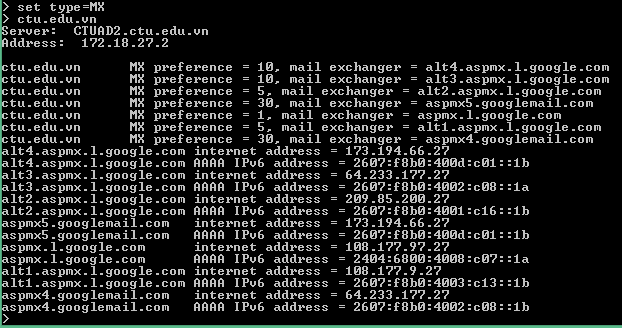 > set type=MX
> ctu.edu.vn
Server: CTUAD2.ctu.edu.vn
Address: 172.18.27.2
ctu.edu.vn MX preference = 10, mail exchanger = alt4.aspmx.l.google.com
ctu.edu.vn MX preference = 10, mail exchanger = alt3.aspmx.l.google.com
ctu.edu.vn MX preference = 5, mail exchanger = alt2.aspmx.l.google.com
ctu.edu.vn MX preference = 30, mail exchanger = aspmx5.googlemail.com
ctu.edu.vn MX preference = 1, mail exchanger = aspmx.l.google.com
ctu.edu.vn MX preference = 5, mail exchanger = alt1.aspmx.l.google.com
ctu.edu.vn MX preference = 30, mail exchanger = aspmx4.googlemail.com
alt4.aspmx.l.google.com internet address = 173.194.66.27
alt4.aspmx.l.google.com AAAA IPv6 address = 2607:f8b0:400d:c01::1b
alt3.aspmx.l.google.com internet address = 64.233.177.27
alt3.aspmx.l.google.com AAAA IPv6 address = 2607:f8b0:4002:c08::1a
alt2.aspmx.l.google.com internet address = 209.85.200.27
alt2.aspmx.l.google.com AAAA IPv6 address = 2607:f8b0:4001:c16::1b
aspmx5.googlemail.com internet address = 173.194.66.27
aspmx5.googlemail.com AAAA IPv6 address = 2607:f8b0:400d:c01::1b
aspmx.l.google.com internet address = 108.177.97.27
aspmx.l.google.com AAAA IPv6 address = 2404:6800:4008:c07::1a
alt1.aspmx.l.google.com internet address = 108.177.9.27
alt1.aspmx.l.google.com AAAA IPv6 address = 2607:f8b0:4003:c13::1b
aspmx4.googlemail.com internet address = 64.233.177.27
aspmx4.googlemail.com AAAA IPv6 address = 2607:f8b0:4002:c08::1b
>